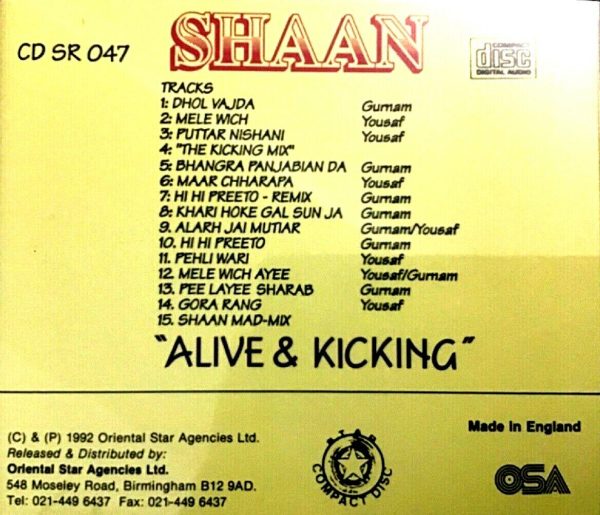 CD SR 047
SHAAN
COMPACT
disc
DIGITAL AUDIO
TRACKS
1: DHOL VAJDA Gurnam
2: MELE WICH Yousaf
3: PUTTAR NISHANI Yousaf
4: "THE KICKING MIX"
5: BHANGRA PANJABIAN DA Gurnam
6: MAAR CHHARAPA Yousaf
7: HI HI PREETO - REMIX Gurnam
8: KHARI HOKE GAL SUN JA Gurnam
9. ALARH JAI MUTIAR Gurnam/Yousaf
10. HI HI PREETO Gurnam
11. PEHLI WARI Yousaf
12. MELE WICH AYEE Yousaf/Gurnam
13. PEE LAYEE SHARAB Gurnam
14. GORA RANG Yousaf
15. SHAAN MAD-MIX
"ALIVE & KICKING"
(C) & (P) 1992 Oriental Star Agencies Ltd.
Released & Distributed by:
Oriental Star Agencies Ltd.
548 Moseley Road, Birmingham B12 9AD.
Tel: 021-449 6437 Fax: 021-449 6437
STAR
COMPACT DISC
Made in England
OSA